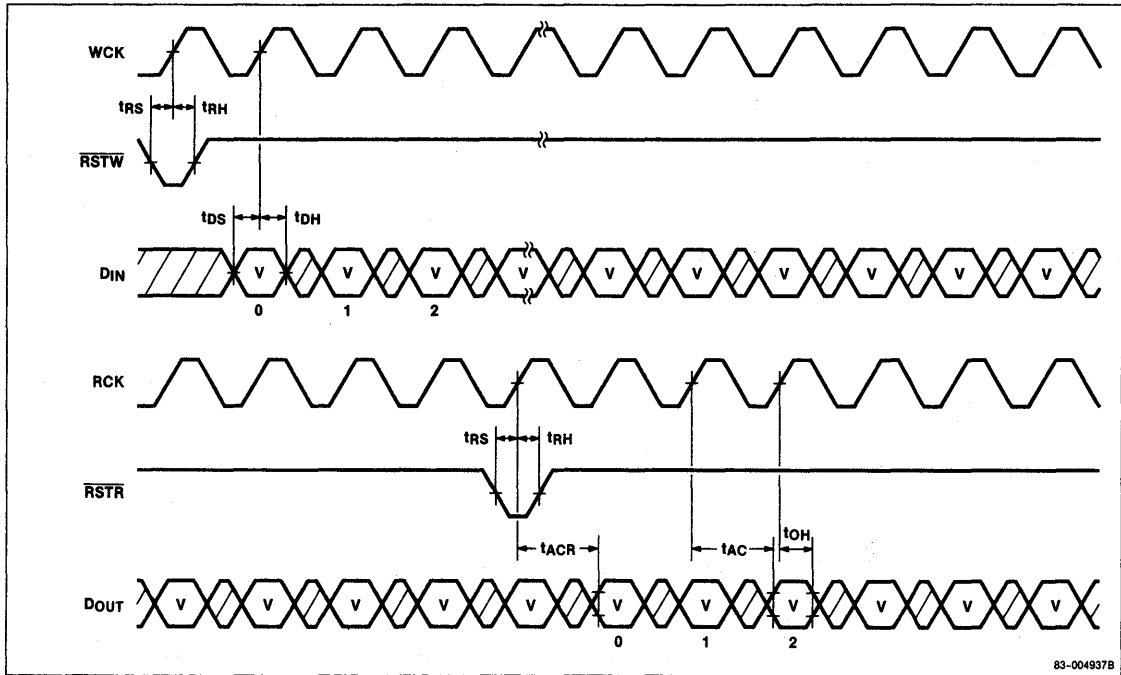 WCK
tRS tRH
RSTW
tDS tDH
DIN V V V V V V V V V V
0 1 2
RCK
tRS tRH
RSTR
tACR tAC tOH
DOUT V V V V V V V V V V V
0 1 2
83-004937B